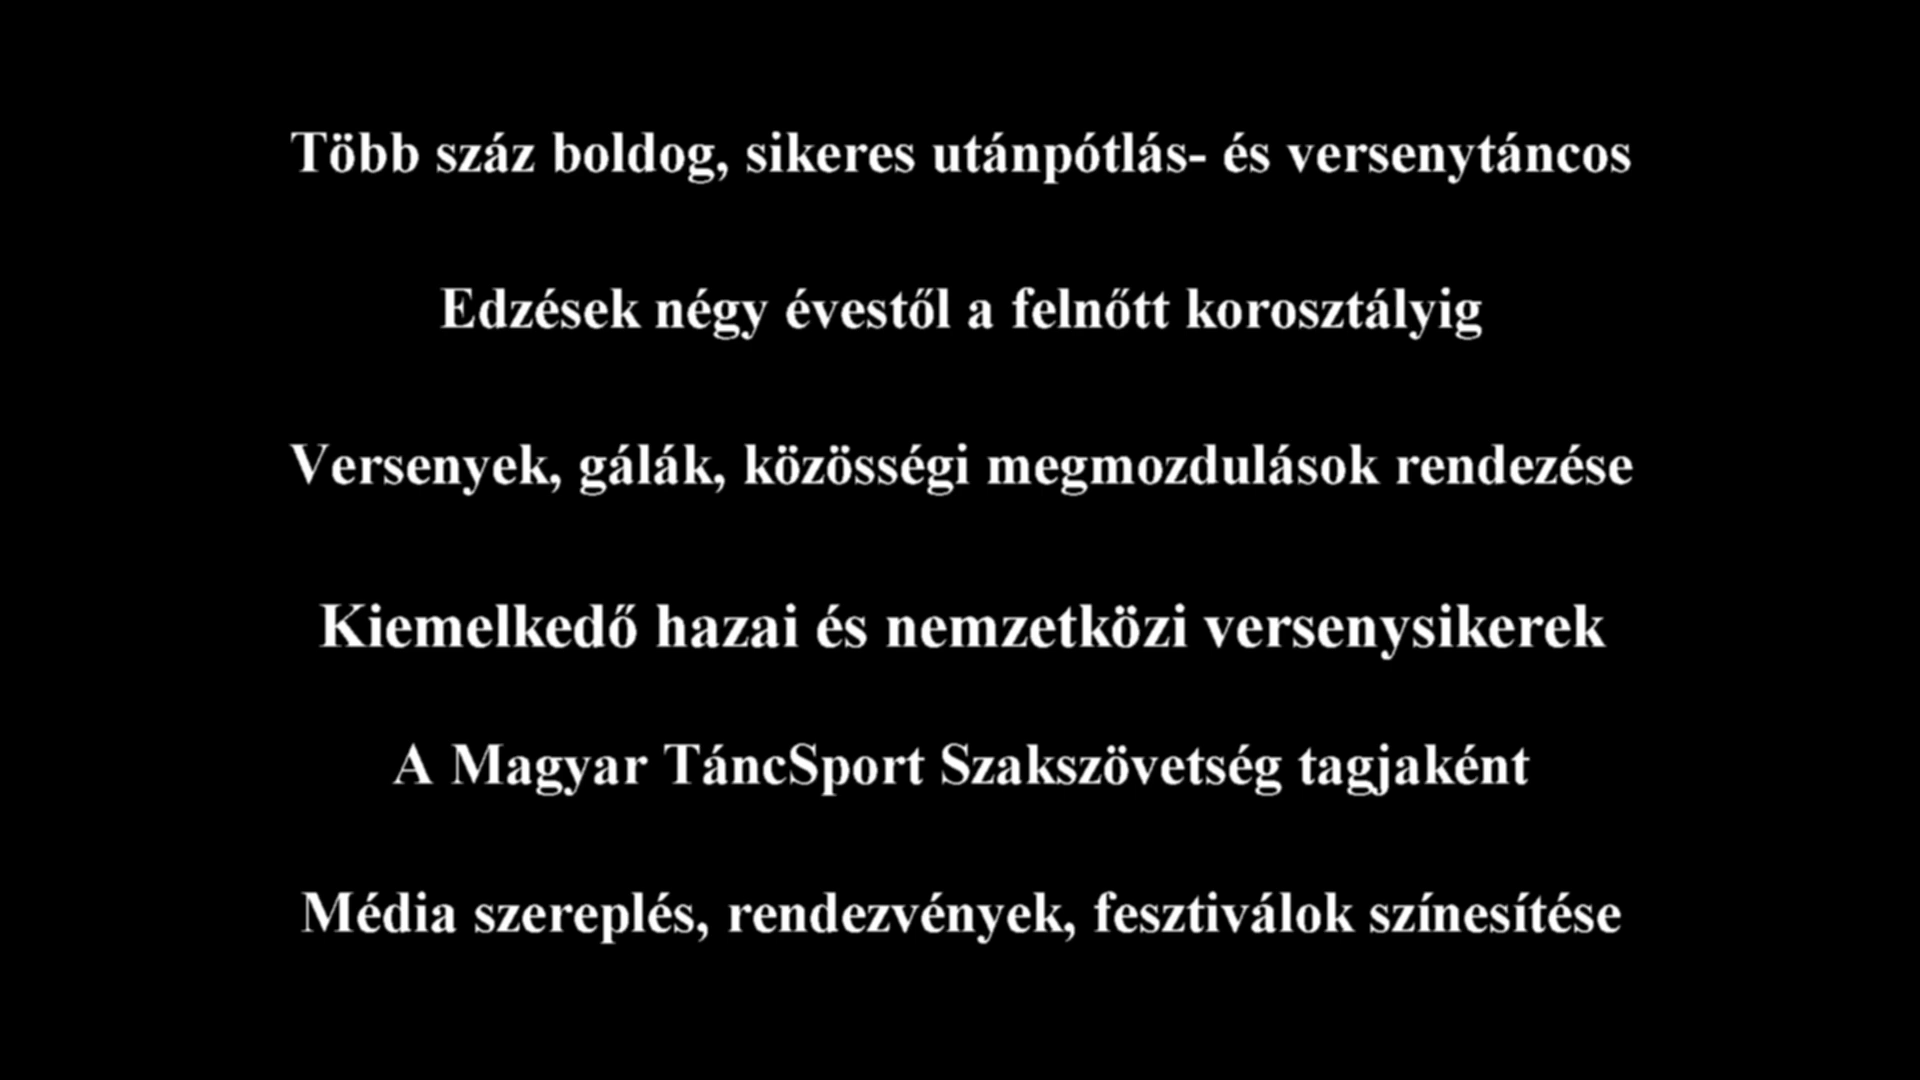 Több száz boldog, sikeres utánpótlás- és versenytáncos
Edzések négy évestől a felnőtt korosztályig
Versenyek, gálák, közösségi megmozdulások rendezése
Kiemelkedő hazai és nemzetközi versenysikerek
A Magyar TáncSport Szakszövetség tagjaként
Média szereplés, rendezvények, fesztiválok színesítése